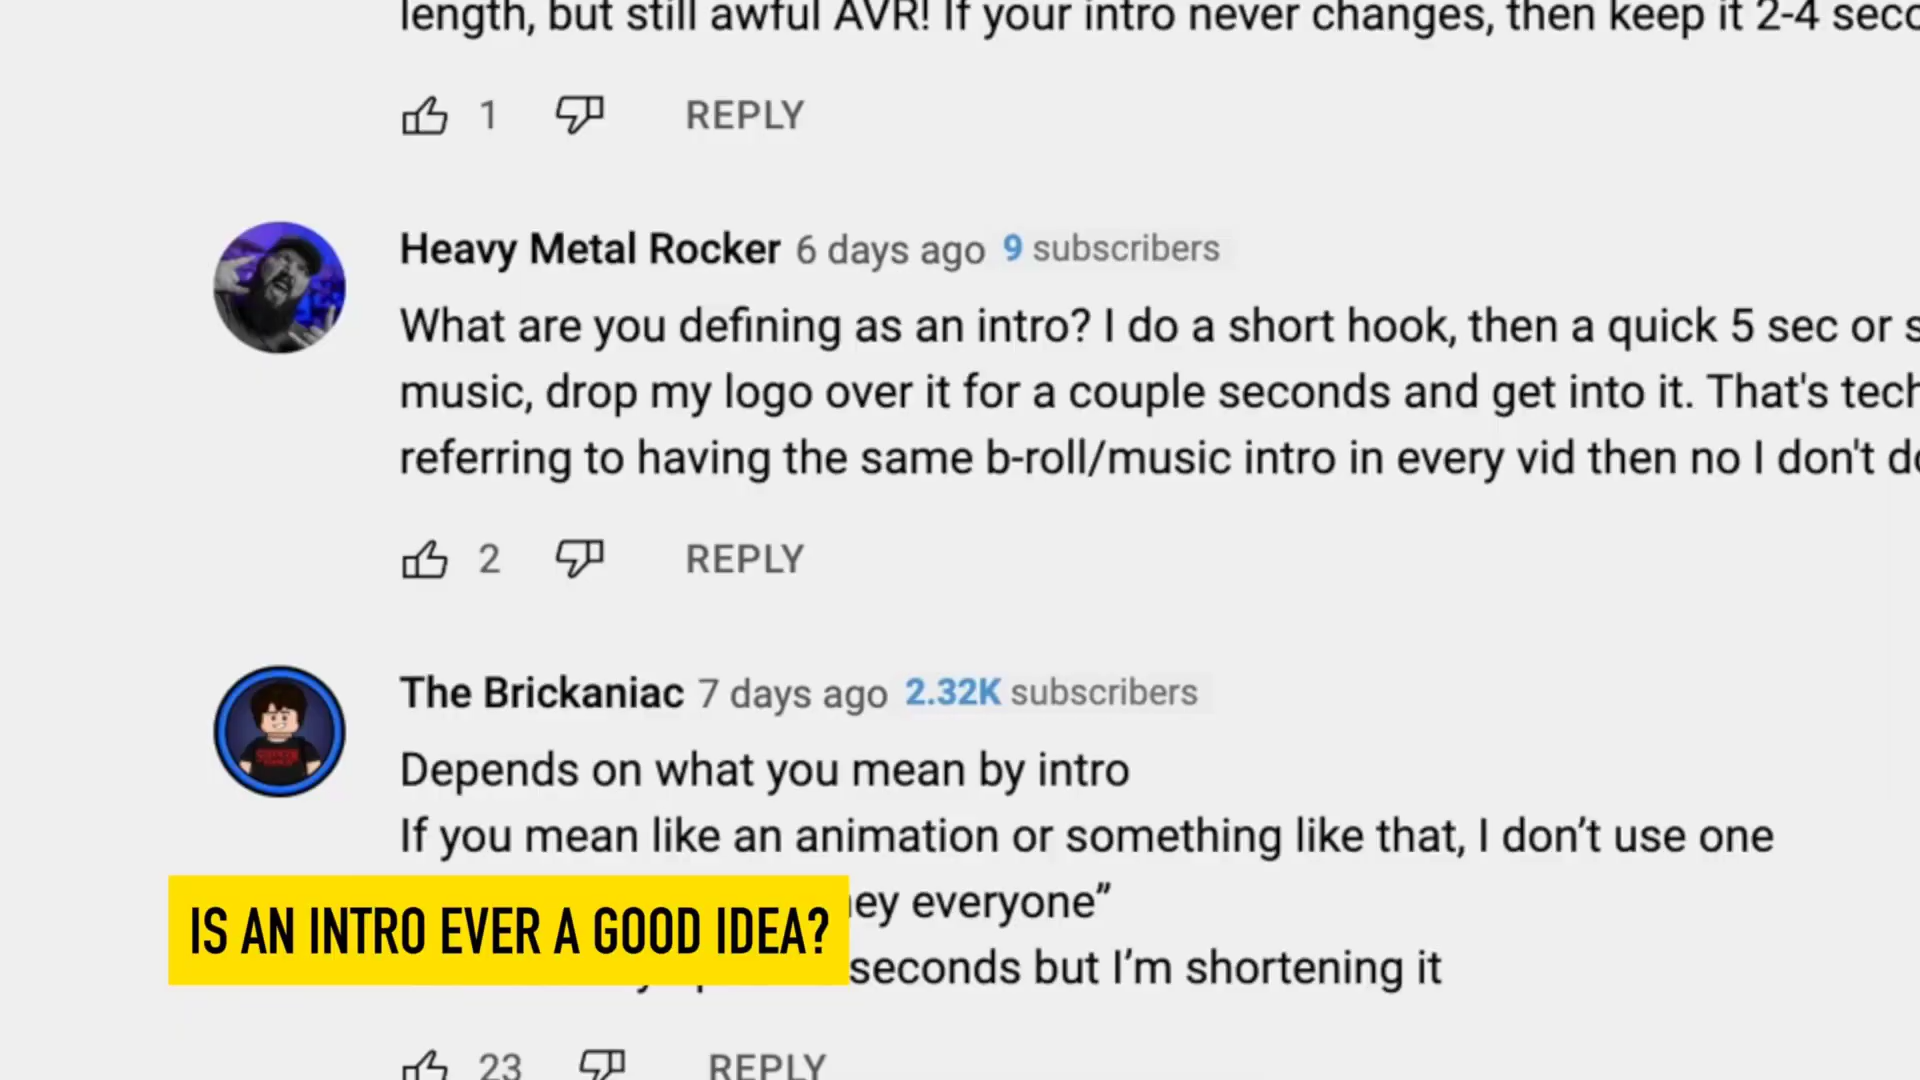 length, but still awful AVR! If your intro never changes, then keep it 2-4
1 REPLY
Heavy Metal Rocker 6 days ago 9 subscribers
What are you defining as an intro? I do a short hook, then a quick 5 sec or
music, drop my logo over it for a couple seconds and get into it. That's
referring to having the same b-roll/music intro in every vid then no I don't
2 REPLY
The Brickaniac 7 days ago 2.32K subscribers
Depends on what you mean by intro
If you mean like an animation or something like that, I don’t use one
everyone”
seconds but I’m shortening it
IS AN INTRO EVER A GOOD IDEA?
23 REPLY